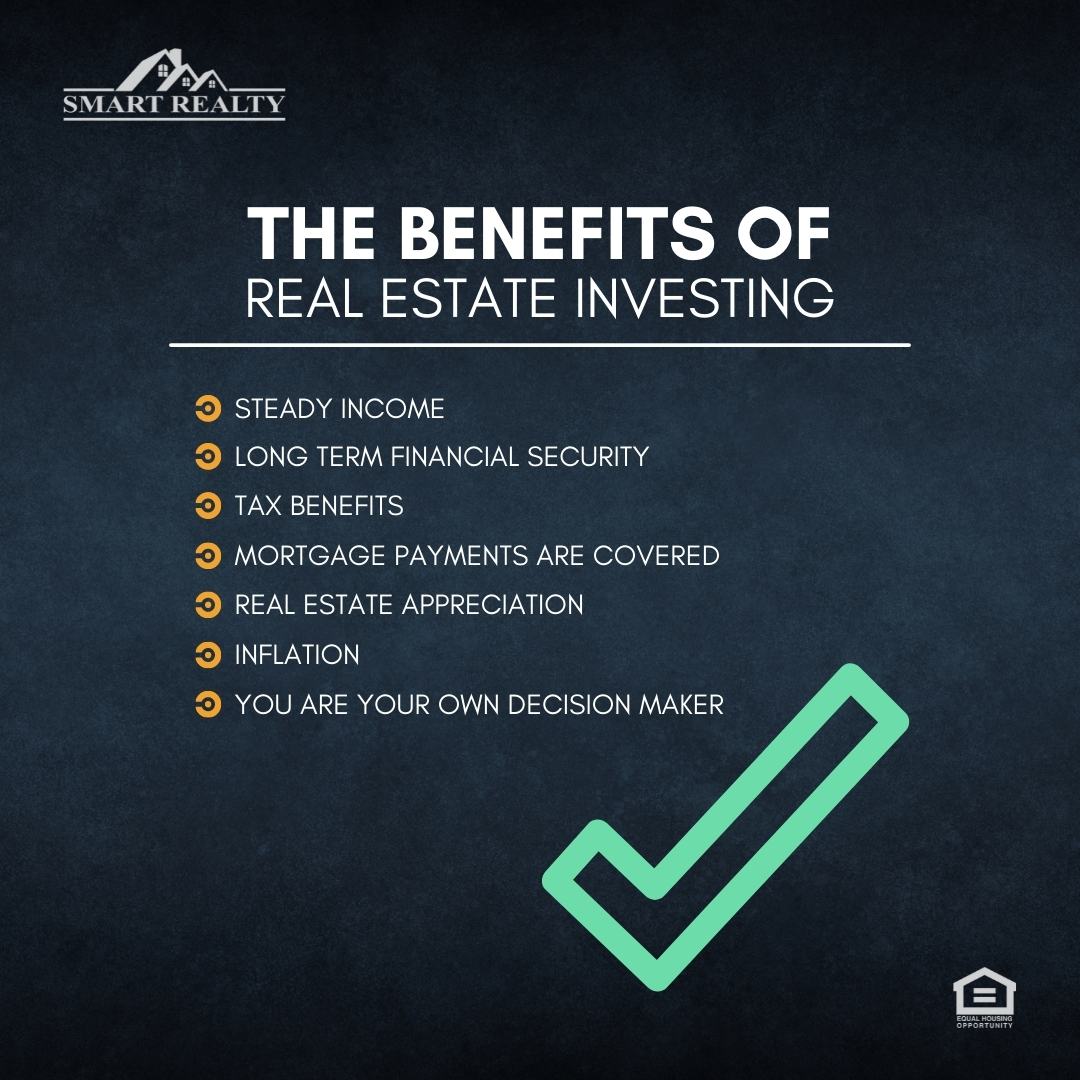 SMART REALTY
THE BENEFITS OF
REAL ESTATE INVESTING
STEADY INCOME
LONG TERM FINANCIAL SECURITY
TAX BENEFITS
MORTGAGE PAYMENTS ARE COVERED
REAL ESTATE APPRECIATION
INFLATION
YOU ARE YOUR OWN DECISION MAKER
EQUAL HOUSING
OPPORTUNITY